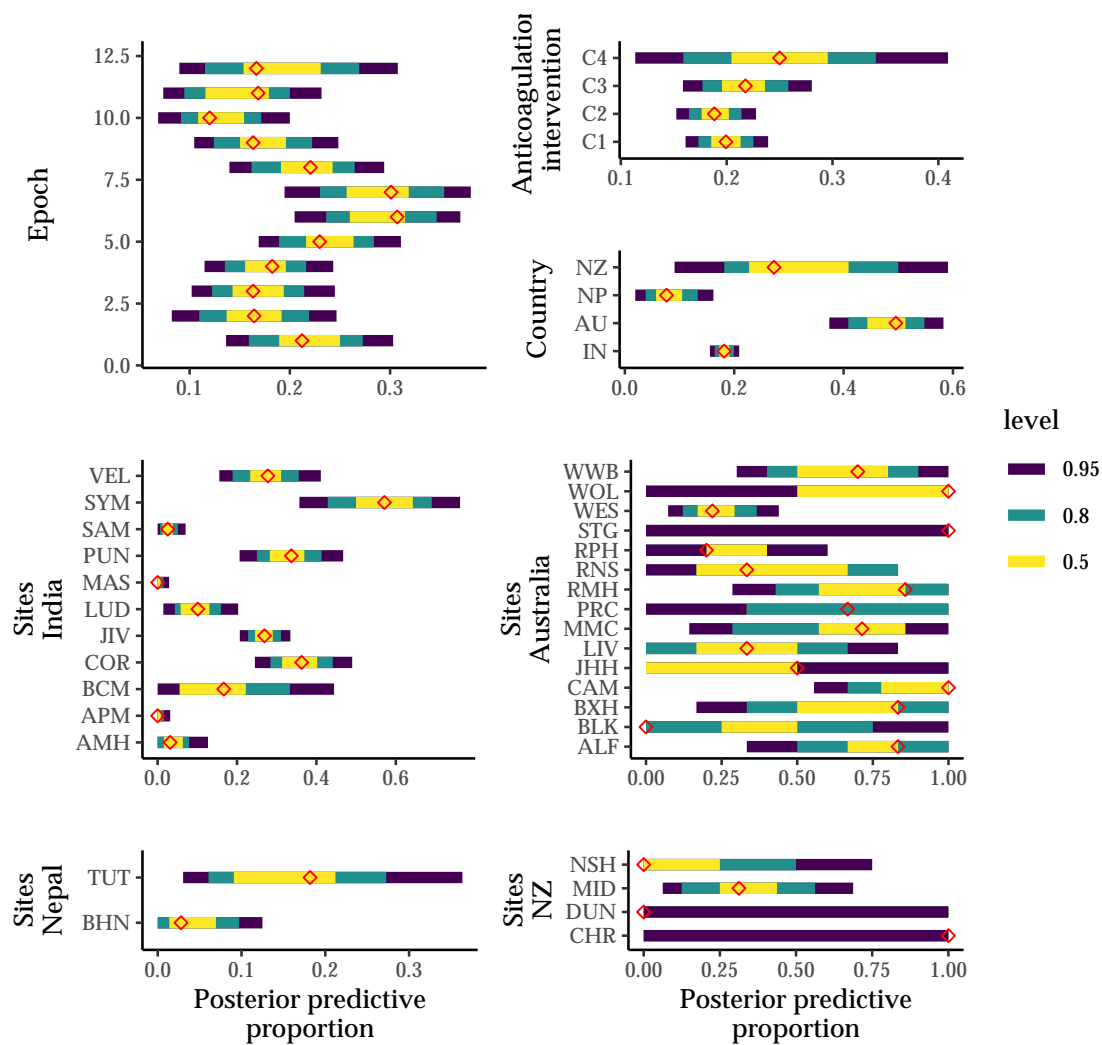 Epoch
12.5
10.0
7.5
5.0
2.5
0.0
0.1 0.2 0.3
Anticoagulation
intervention
C4
C3
C2
C1
0.1 0.2 0.3 0.4
Country
NZ
NP
AU
IN
0.0 0.2 0.4 0.6
Sites
India
VEL
SYM
SAM
PUN
MAS
LUD
JIV
COR
BCM
APM
AMH
0.0 0.2 0.4 0.6
Sites
Australia
WWB
WOL
WES
STG
RPH
RNS
RMH
PRC
MMC
LIV
JHH
CAM
BXH
BLK
ALF
0.00 0.25 0.50 0.75 1.00
level
0.95
0.8
0.5
Sites
Nepal
TUT
BHN
0.0 0.1 0.2 0.3
Posterior predictive
proportion
Sites
NZ
NSH
MID
DUN
CHR
0.00 0.25 0.50 0.75 1.00
Posterior predictive
proportion